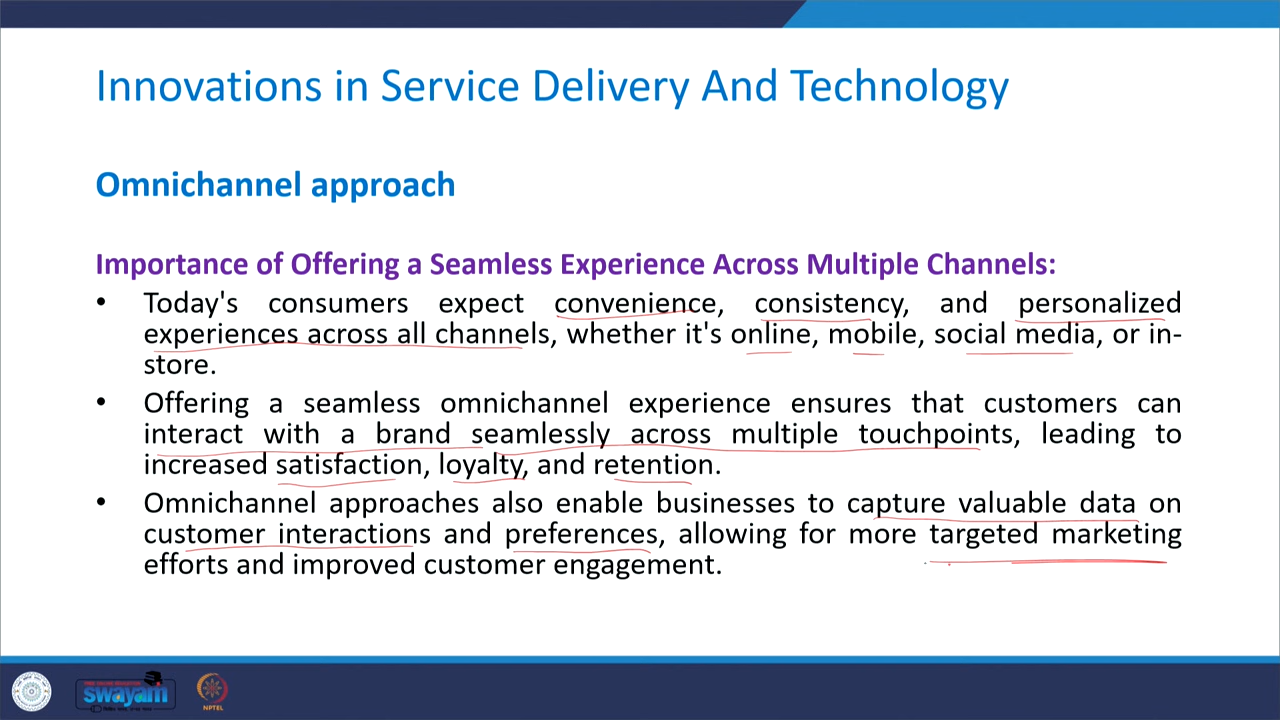 Innovations in Service Delivery And Technology
Omnichannel approach
Importance of Offering a Seamless Experience Across Multiple Channels:
• Today's consumers expect convenience, consistency, and personalized
experiences across all channels, whether it's online, mobile, social media, or in-
store.
• Offering a seamless omnichannel experience ensures that customers can
interact with a brand seamlessly across multiple touchpoints, leading to
increased satisfaction, loyalty, and retention.
• Omnichannel approaches also enable businesses to capture valuable data on
customer interactions and preferences, allowing for more targeted marketing
efforts and improved customer engagement.
swayam
NPTEL